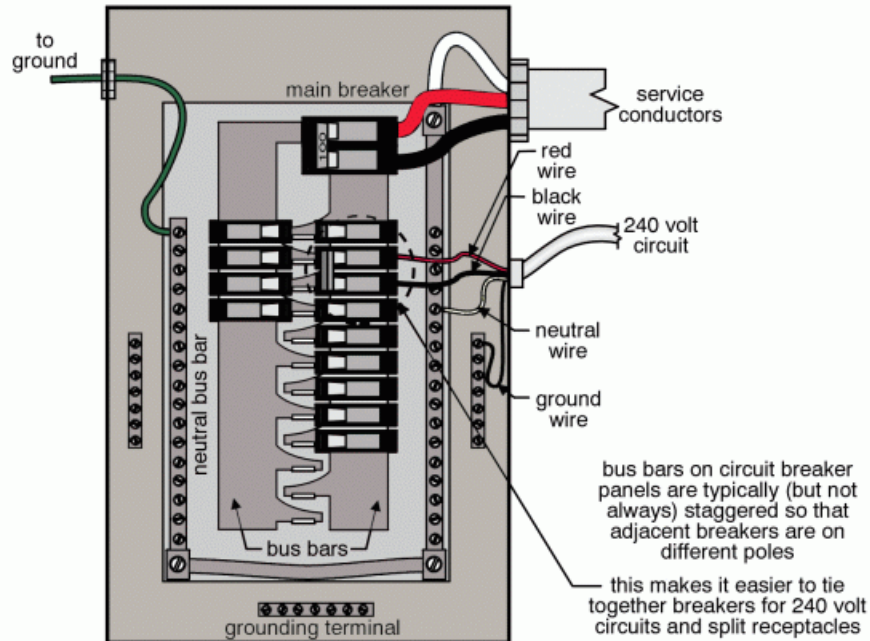 to
ground
main breaker
100
service
conductors
red
wire
black
wire
240 volt
circuit
neutral bus bar
neutral
wire
ground
wire
bus bars
bus bars on circuit breaker
panels are typically (but not
always) staggered so that
adjacent breakers are on
different poles
this makes it easier to tie
together breakers for 240 volt
circuits and split receptacles
grounding terminal